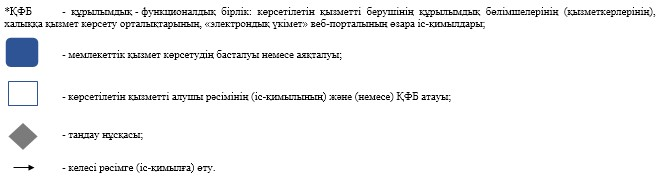 *ҚФБ - құрылымдық - функционалдық бірлік: көрсетілетін қызметті берушінің құрылымдық бөлімшелерінің (қызметкерлерінің),
халыққа қызмет көрсету орталықтарының, «электрондық үкімет» веб-порталының өзара іс-қимылдары;
- мемлекеттік қызмет көрсетудің басталуы немесе аяқталуы;
- көрсетілетін қызметті алушы рәсімінің (іс-қимылының) және (немесе) ҚФБ атауы;
- таңдау нұсқасы;
- келесі рәсімге (іс-қимылға) өту.